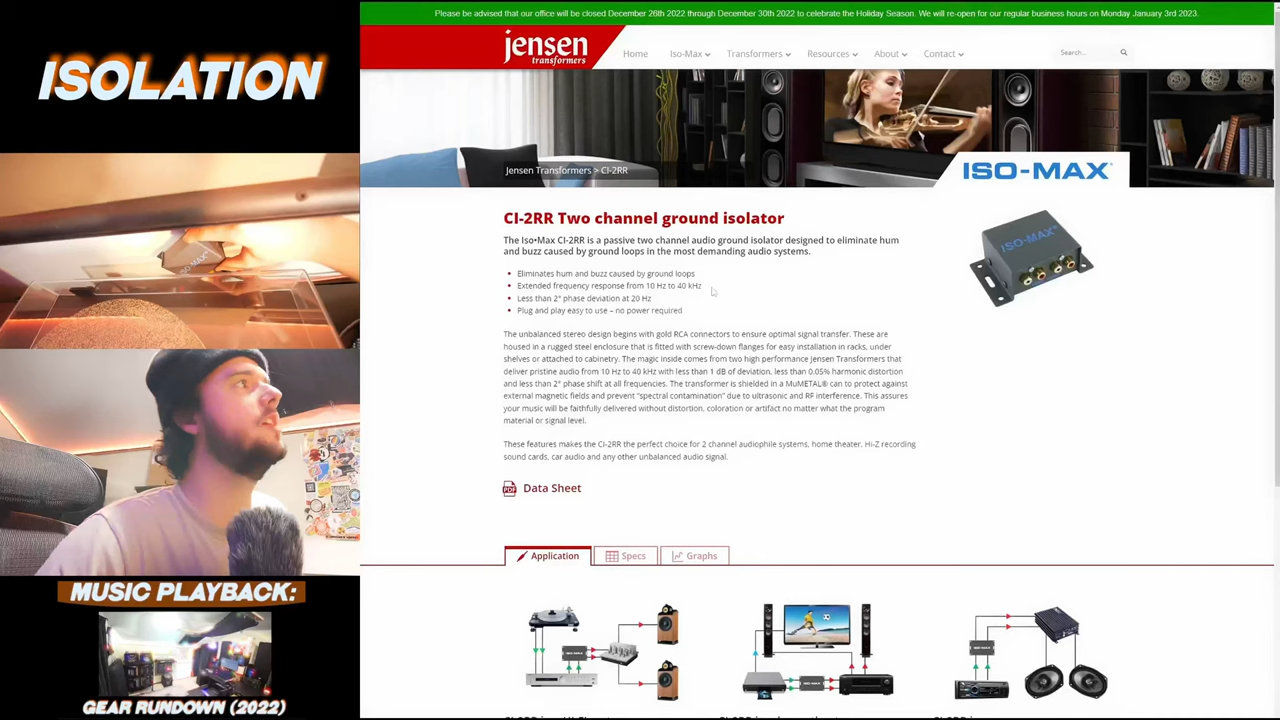 ISOLATION
MUSIC PLAYBACK:
GEAR RUNDOWN (2022)
Please be advised that our office will be closed December 26th 2022 through December 30th 2022 to celebrate the Holiday Season. We will re-open for our regular business hours on Monday January 3rd 2023.
jensen
transformers
Home Iso-Max Transformers Resources About Contact Search...
Jensen Transformers > CI-2RR
ISO-MAX®
CI-2RR Two channel ground isolator
The Iso•Max CI-2RR is a passive two channel audio ground isolator designed to eliminate hum
and buzz caused by ground loops in the most demanding audio systems.
• Eliminates hum and buzz caused by ground loops
• Extended frequency response from 10 Hz to 40 kHz
• Less than 2° phase deviation at 20 Hz
• Plug and play easy to use – no power required
ISO-MAX
The unbalanced stereo design begins with gold RCA connectors to ensure optimal signal transfer. These are
housed in a rugged steel enclosure that is fitted with screw-down flanges for easy installation in racks, under
shelves or attached to cabinetry. The magic inside comes from two high performance Jensen Transformers that
deliver pristine audio from 10 Hz to 40 kHz with less than 1 dB of deviation, less than 0.05% harmonic distortion
and less than 2° phase shift at all frequencies. The transformer is shielded in a MuMETAL® can to protect against
external magnetic fields and prevent “spectral contamination” due to ultrasonic and RF interference. This assures
your music will be faithfully delivered without distortion, coloration or artifact no matter what the program
material or signal level.
These features makes the CI-2RR the perfect choice for 2 channel audiophile systems, home theater, Hi-Z recording
sound cards, car audio and any other unbalanced audio signal.
Data Sheet
Application Specs Graphs
ISO-MAX
ISO-MAX
ISO-MAX